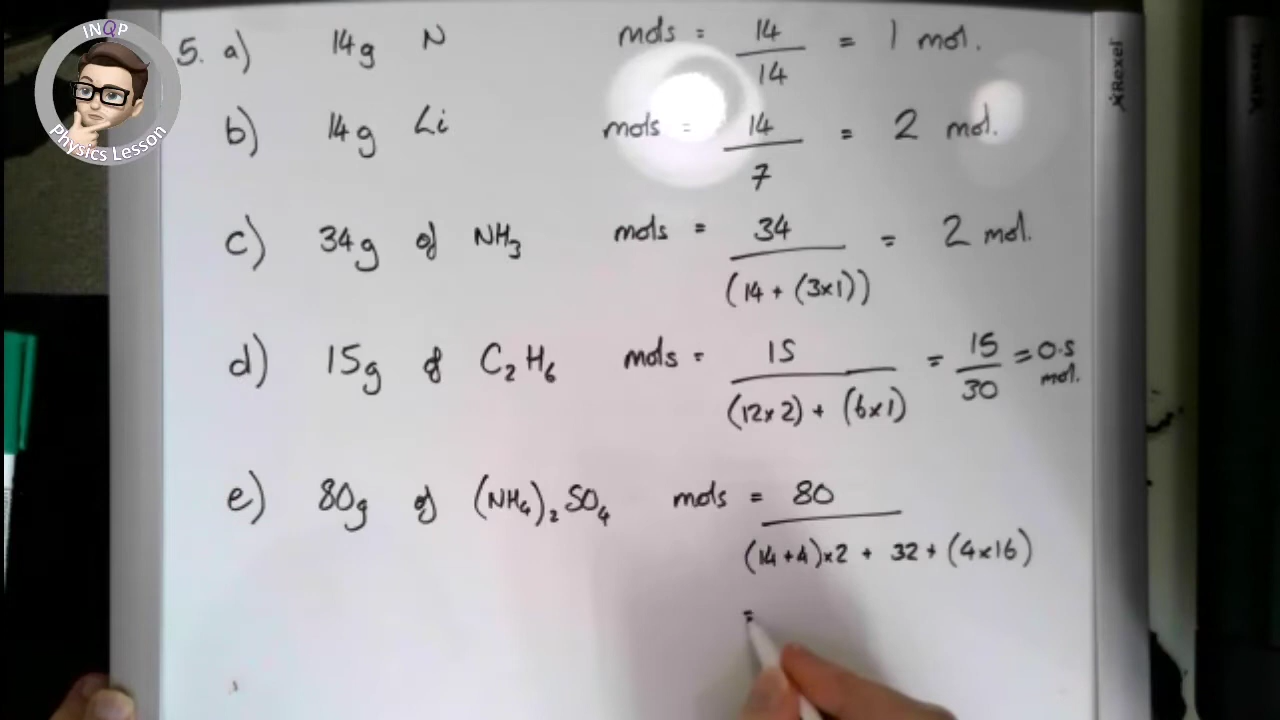 INQP
Physics Lesson
Rexel
5. a) 14g N mols = 14/14 = 1 mol.
b) 14g Li mols = 14/7 = 2 mol.
c) 34g of NH₃ mols = 34/(14 + (3x1)) = 2 mol.
d) 15g of C₂H₆ mols = 15/(12x2) + (6x1) = 15/30 = 0.5 mol.
e) 80g of (NH₄)₂SO₄ mols = 80/(14+4)x2 + 32 + (4x16)
=